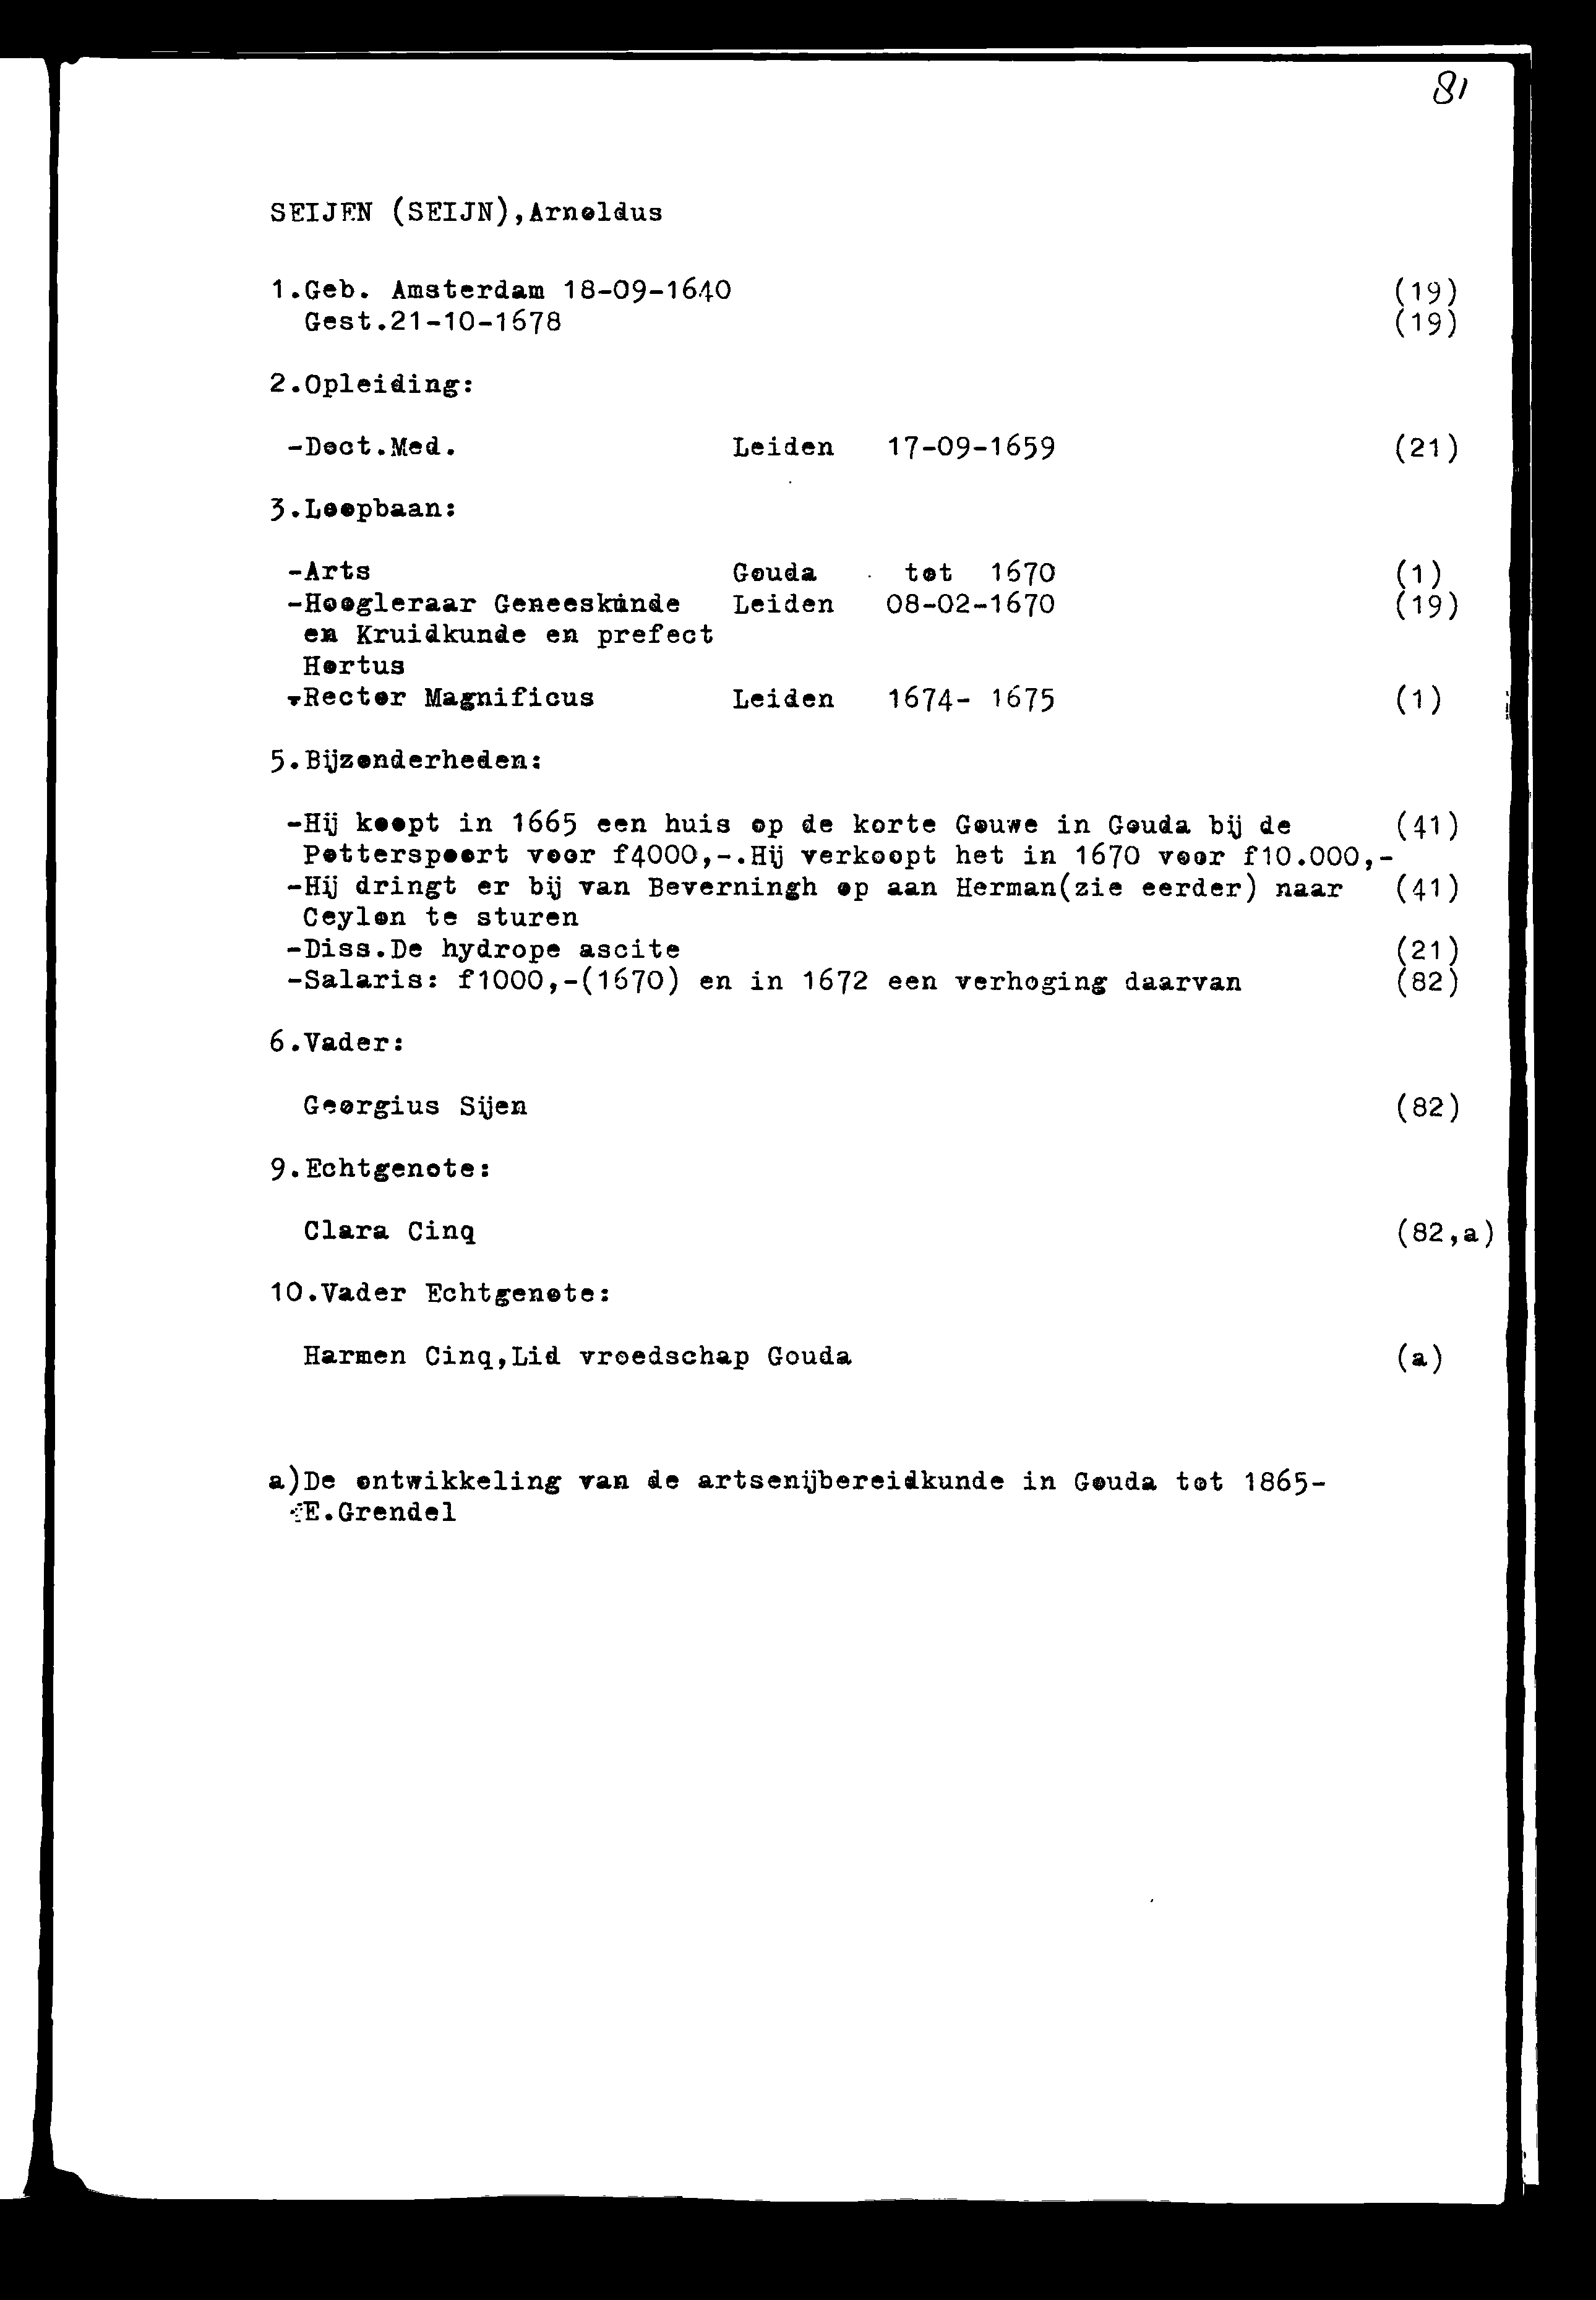 81
SEIJEN (SEIJN),Arnoldus
1.Geb. Amsterdam 18-09-1640 (19)
Gest.21-10-1678 (19)
2.Opleiding:
-Doct.Med. Leiden 17-09-1659 (21)
3.Loopbaan:
-Arts Gouda tot 1670 (1)
-Hoogleraar Geneeskunde Leiden 08-02-1670 (19)
en Kruidkunde en prefect
Hortus
-Rector Magnificus Leiden 1674- 1675 (1)
5.Bijzonderheden:
-Hij koopt in 1665 een huis op de korte Gouwe in Gouda bij de (41)
Potterspoort voor f4000,-.Hij verkoopt het in 1670 voor f10.000,-
-Hij dringt er bij van Beverningh op aan Herman(zie eerder) naar (41)
Ceylon te sturen
-Diss.De hydrope ascite (21)
-Salaris: f1000,-(1670) en in 1672 een verhoging daarvan (82)
6.Vader:
Georgius Sijen (82)
9.Echtgenote:
Clara Cinq (82,a)
10.Vader Echtgenote:
Harmen Cinq,Lid vroedschap Gouda (a)
a)De ontwikkeling van de artsenijbereidkunde in Gouda tot 1865-
E.Grendel